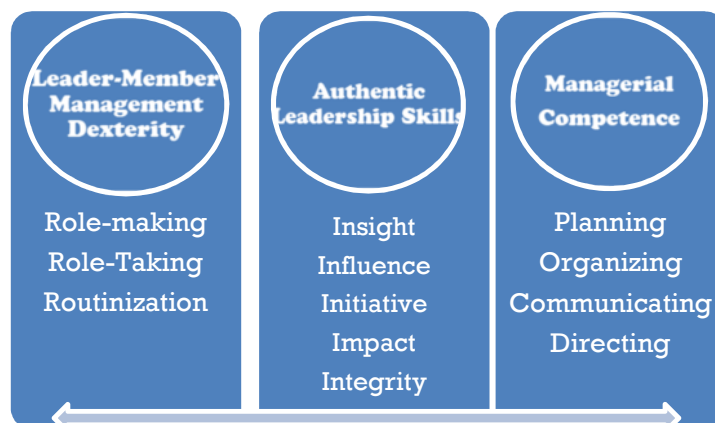 Leader-Member
Management
Dexterity
Role-making
Role-Taking
Routinization
Authentic
Leadership Skills
Insight
Influence
Initiative
Impact
Integrity
Managerial
Competence
Planning
Organizing
Communicating
Directing